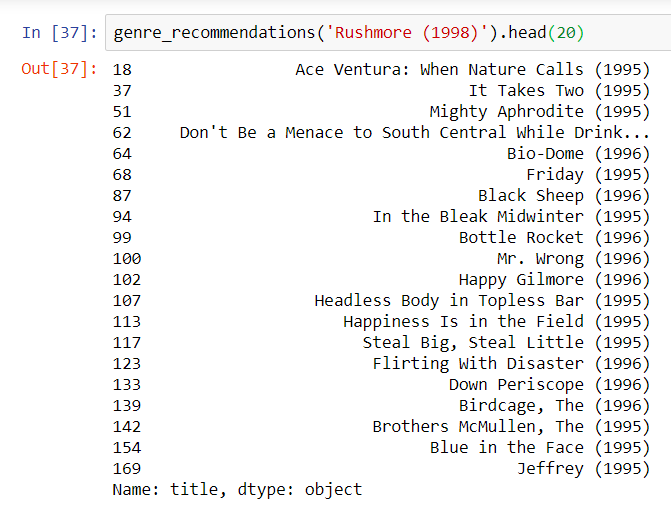 In [37]: genre_recommendations('Rushmore (1998)').head(20)
Out[37]: 18 Ace Ventura: When Nature Calls (1995)
37 It Takes Two (1995)
51 Mighty Aphrodite (1995)
62 Don't Be a Menace to South Central While Drink...
64 Bio-Dome (1996)
68 Friday (1995)
87 Black Sheep (1996)
94 In the Bleak Midwinter (1995)
99 Bottle Rocket (1996)
100 Mr. Wrong (1996)
102 Happy Gilmore (1996)
107 Headless Body in Topless Bar (1995)
113 Happiness Is in the Field (1995)
117 Steal Big, Steal Little (1995)
123 Flirting With Disaster (1996)
133 Down Periscope (1996)
139 Birdcage, The (1996)
142 Brothers McMullen, The (1995)
154 Blue in the Face (1995)
169 Jeffrey (1995)
Name: title, dtype: object